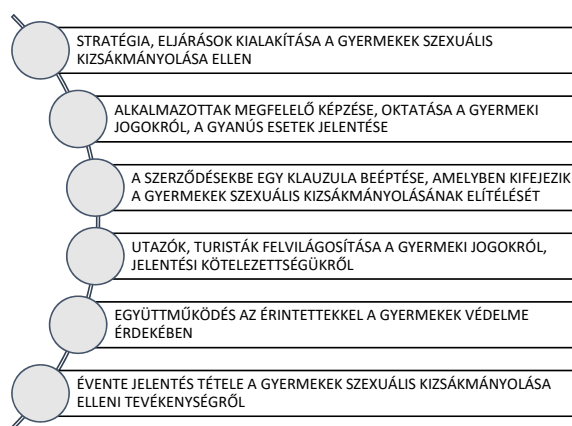 STRATÉGIA, ELJÁRÁSOK KIALAKÍTÁSA A GYERMEKEK SZEXUÁLIS
KIZSÁKMÁNYOLÁSA ELLEN
ALKALMAZOTTAK MEGFELELŐ KÉPZÉSE, OKTATÁSA A GYERMEKI
JOGOKRÓL, A GYANÚS ESETEK JELENTÉSE
A SZERZŐDÉSEKBE EGY KLAUZULA BEÉPTÉSE, AMELYBEN KIFEJEZIK
A GYERMEKEK SZEXUÁLIS KIZSÁKMÁNYOLÁSÁNAK ELÍTÉLÉSÉT
UTAZÓK, TURISTÁK FELVILÁGOSÍTÁSA A GYERMEKI JOGOKRÓL,
JELENTÉSI KÖTELEZETTSÉGÜKRŐL
EGYÜTTMŰKÖDÉS AZ ÉRINTETTEKKEL A GYERMEKEK VÉDELME
ÉRDEKÉBEN
ÉVENTE JELENTÉS TÉTELE A GYERMEKEK SZEXUÁLIS KIZSÁKMÁNYOLÁSA
ELLENI TEVÉKENYSÉGRŐL